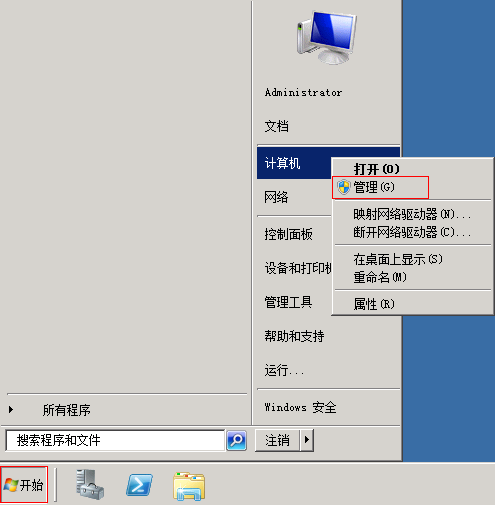 Administrator
文档
计算机
网络
控制面板
设备和打印机
管理工具
帮助和支持
运行...
Windows 安全
打开(O)
管理(G)
映射网络驱动器(N)...
断开网络驱动器(C)...
在桌面上显示(S)
重命名(M)
属性(R)
所有程序
搜索程序和文件
注销
开始